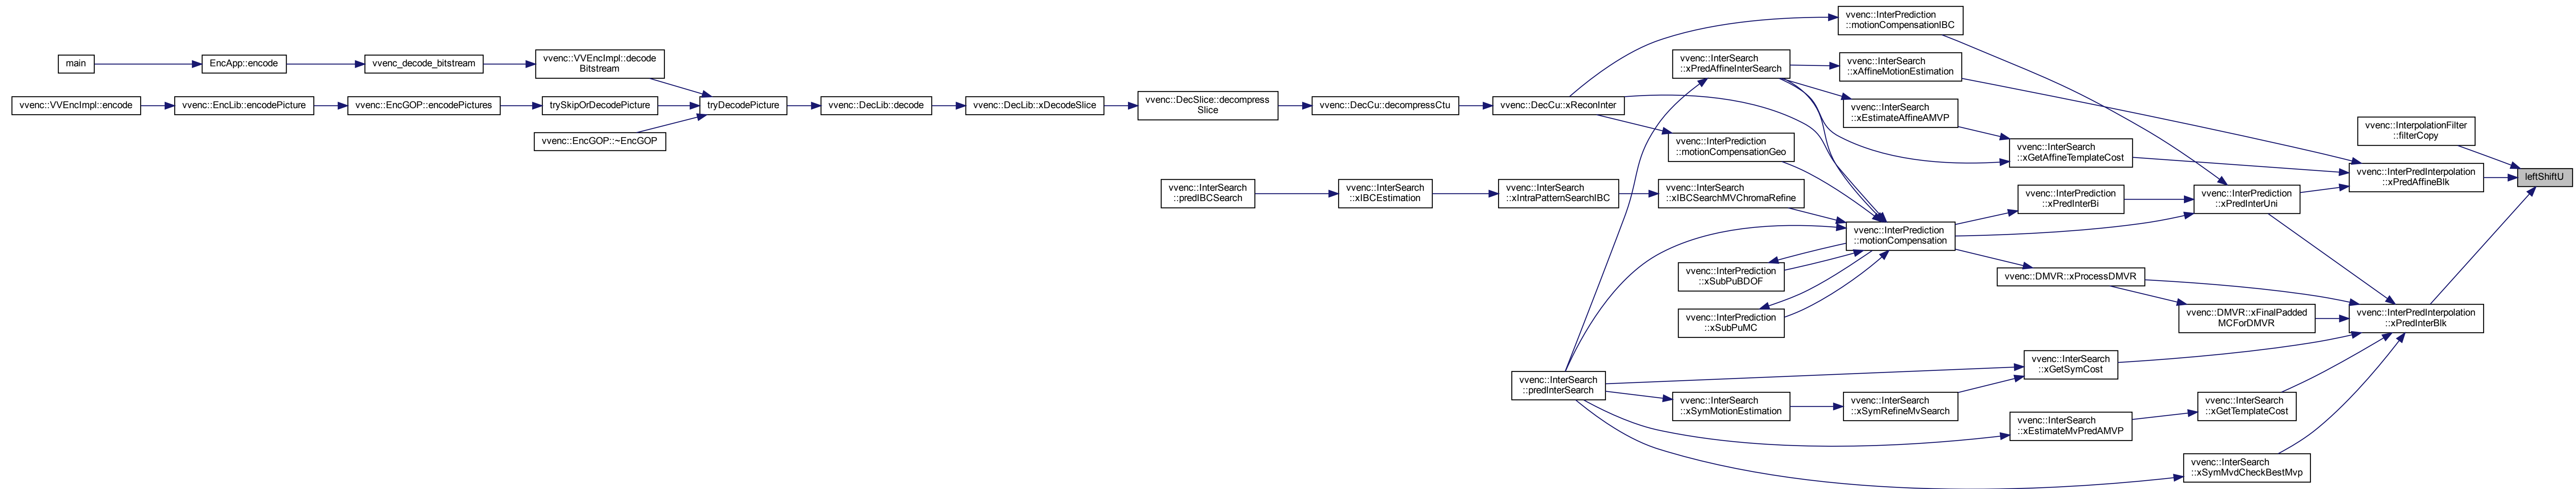 main
EncApp::encode
vvenc_decode_bitstream
vvenc::VVEncImpl::decode
Bitstream
vvenc::VVEncImpl::encode
vvenc::EncLib::encodePicture
vvenc::EncGOP::encodePictures
trySkipOrDecodePicture
vvenc::EncGOP::~EncGOP
tryDecodePicture
vvenc::DecLib::decode
vvenc::DecLib::xDecodeSlice
vvenc::DecSlice::decompress
Slice
vvenc::DecCu::decompressCtu
vvenc::DecCu::xReconInter
vvenc::InterSearch
::predIBCSearch
vvenc::InterSearch
::xIBCEstimation
vvenc::InterSearch
::xIntraPatternSearchIBC
vvenc::InterSearch
::xIBCSearchMVChromaRefine
vvenc::InterSearch
::predInterSearch
vvenc::InterSearch
::xPredAffineInterSearch
vvenc::InterPrediction
::motionCompensationGeo
vvenc::InterPrediction
::xSubPuBDOF
vvenc::InterPrediction
::xSubPuMC
vvenc::InterSearch
::xSymMotionEstimation
vvenc::InterPrediction
::motionCompensationIBC
vvenc::InterSearch
::xAffineMotionEstimation
vvenc::InterSearch
::xEstimateAffineAMVP
vvenc::InterPrediction
::motionCompensation
vvenc::InterSearch
::xSymRefineMvSearch
vvenc::InterSearch
::xGetAffineTemplateCost
vvenc::InterPrediction
::xPredInterBi
vvenc::DMVR::xProcessDMVR
vvenc::InterSearch
::xGetSymCost
vvenc::InterSearch
::xEstimateMvPredAMVP
vvenc::InterPrediction
::xPredInterUni
vvenc::DMVR::xFinalPadded
MCForDMVR
vvenc::InterSearch
::xGetTemplateCost
vvenc::InterSearch
::xSymMvdCheckBestMvp
vvenc::InterpolationFilter
::filterCopy
vvenc::InterPredInterpolation
::xPredAffineBlk
vvenc::InterPredInterpolation
::xPredInterBlk
leftShiftU